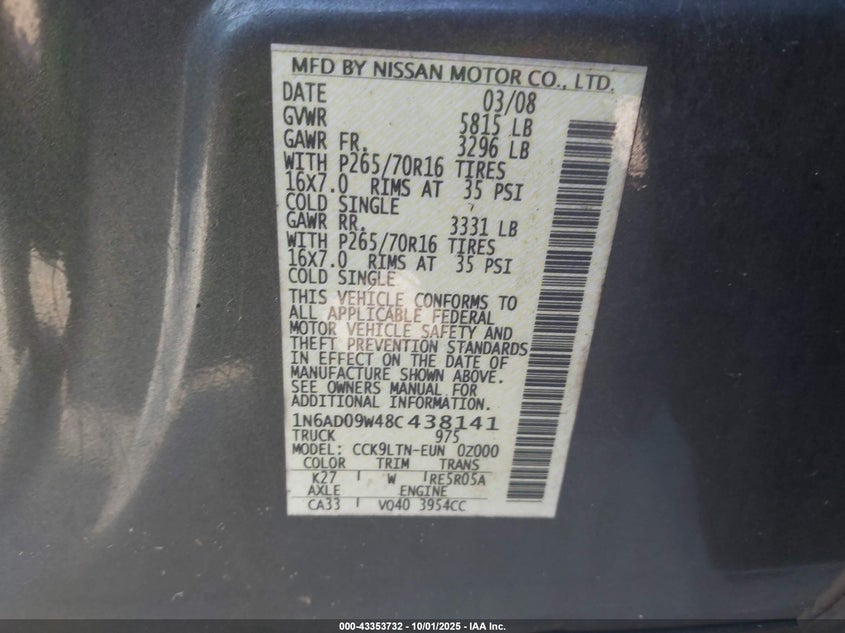 MFD BY NISSAN MOTOR CO., LTD.
DATE 03/08
GVWR 5815 LB
GAWR FR. 3296 LB
WITH P265/70R16 TIRES
16X7.0 RIMS AT 35 PSI
COLD SINGLE
GAWR RR. 3331 LB
WITH P265/70R16 TIRES
16X7.0 RIMS AT 35 PSI
COLD SINGLE
THIS VEHICLE CONFORMS TO
ALL APPLICABLE FEDERAL
MOTOR VEHICLE SAFETY AND
THEFT PREVENTION STANDARDS
IN EFFECT ON THE DATE OF
MANUFACTURE SHOWN ABOVE.
SEE OWNERS MANUAL FOR
ADDITIONAL INFORMATION.
1N6AD09W48C438141
TRUCK 975
MODEL: CCK9LTN-EUN 0Z000
COLOR TRIM TRANS
K27 W RE5R05A
AXLE ENGINE
CA33 VQ40 3954CC
000-43353732 - 10/01/2025 - IAA Inc.